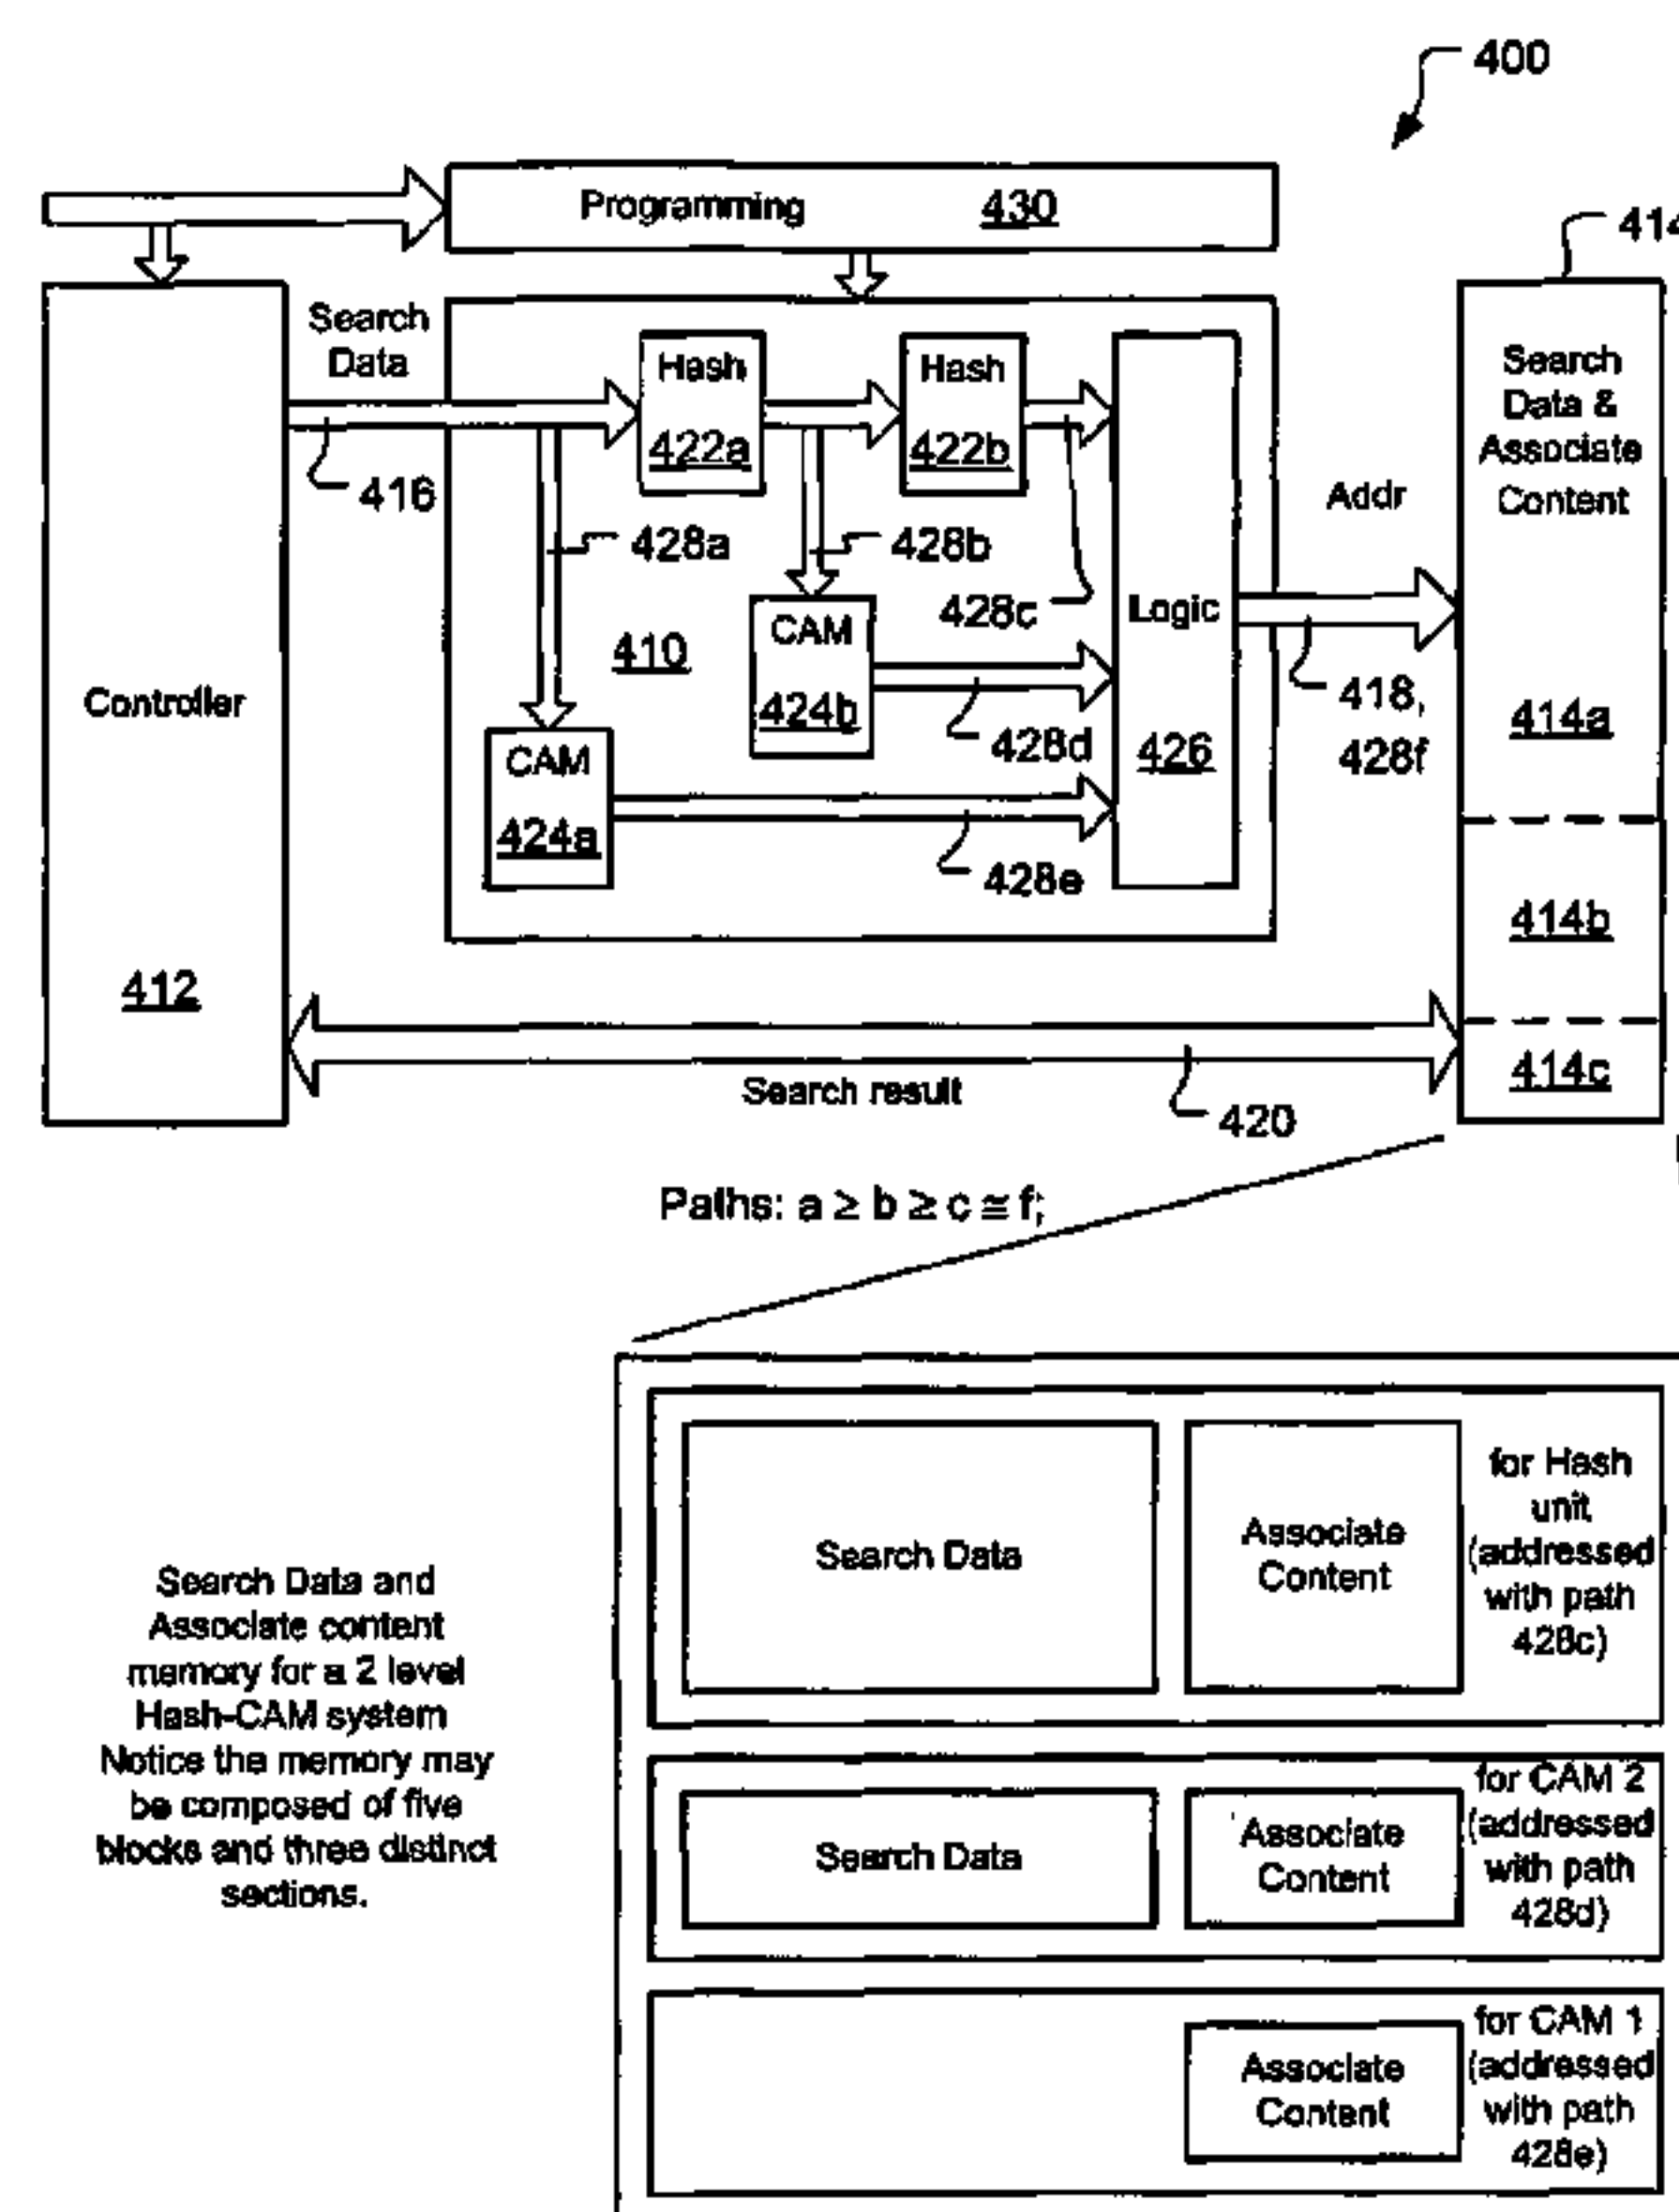 400
Programming 430
414
Search
Data
Hash
422a
Hash
422b
Search
Data &
Associate
Content
416
428a
428b
428c
Addr
410
CAM
424b
Logic
426
428d
418,
428f
Controller
412
CAM
424a
428e
414a
414b
414c
Search result
420
Paths: a ≥ b ≥ c ≅ f;
Search Data and
Associate content
memory for a 2 level
Hash-CAM system
Notice the memory may
be composed of five
blocks and three distinct
sections.
Search Data
Associate
Content
for Hash
unit
(addressed
with path
428c)
Search Data
Associate
Content
for CAM 2
(addressed
with path
428d)
Associate
Content
for CAM 1
(addressed
with path
428e)